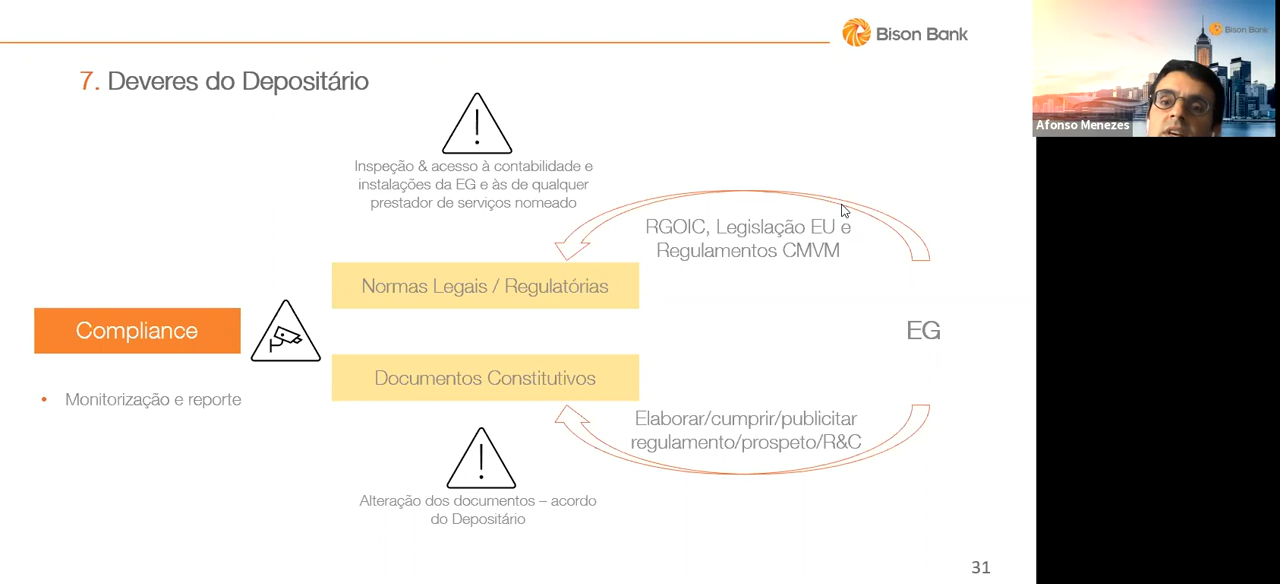 Bison Bank
7. Deveres do Depositário
Inspeção & acesso à contabilidade e
instalações da EG e às de qualquer
prestador de serviços nomeado
RGOIC, Legislação EU e
Regulamentos CMVM
Normas Legais / Regulatórias
Compliance
EG
Documentos Constitutivos
Monitorização e reporte
Elaborar/cumprir/publicitar
regulamento/prospeto/R&C
Alteração dos documentos – acordo
do Depositário
31
Bison Bank
Afonso Menezes